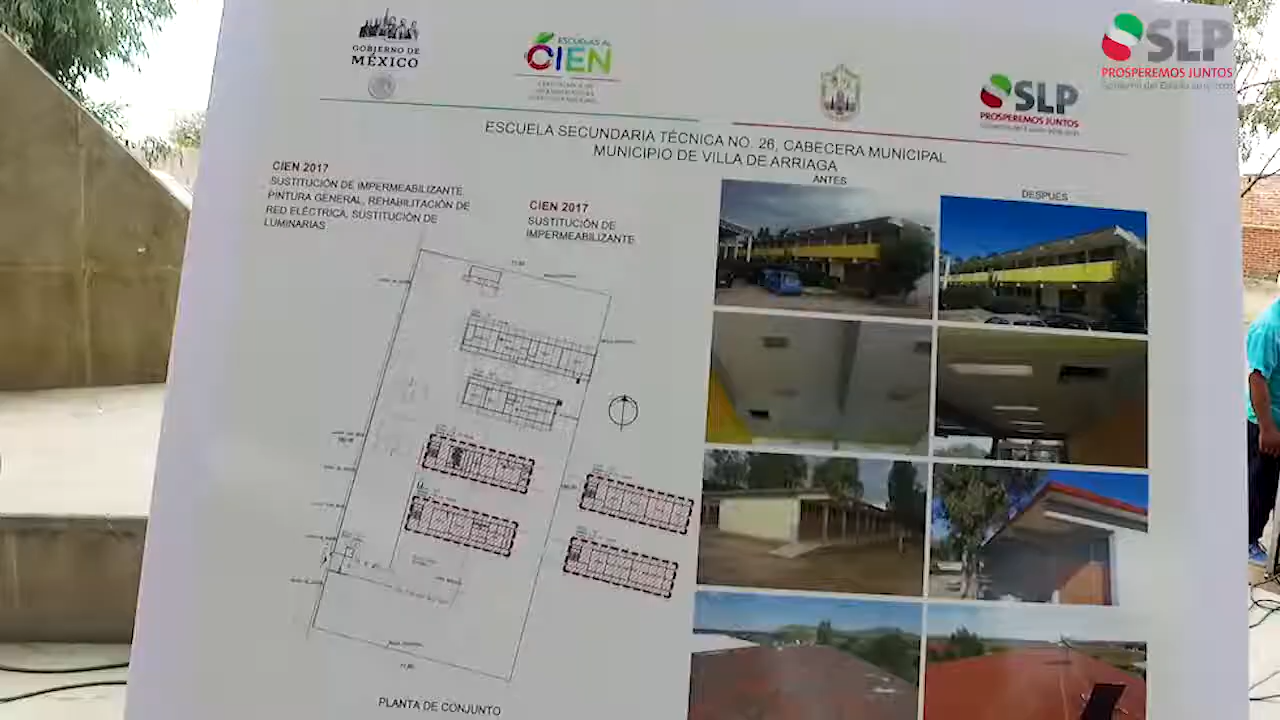 GOBIERNO DE
MÉXICO
ESCUELAS AL
CIEN
SLP
PROSPEREMOS JUNTOS
SLP
PROSPEREMOS JUNTOS
ESCUELA SECUNDARIA TÉCNICA NO. 26, CABECERA MUNICIPAL
MUNICIPIO DE VILLA DE ARRIAGA
CIEN 2017
SUSTITUCIÓN DE IMPERMEABILIZANTE
PINTURA GENERAL, REHABILITACIÓN DE
RED ELÉCTRICA, SUSTITUCIÓN DE
LUMINARIAS
CIEN 2017
SUSTITUCIÓN DE
IMPERMEABILIZANTE
ANTES
DESPUES
PLANTA DE CONJUNTO